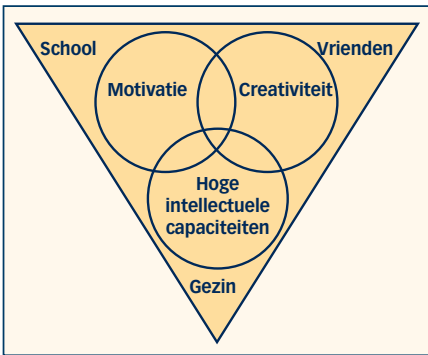 School
Vrienden
Motivatie
Creativiteit
Hoge
intellectuele
capaciteiten
Gezin